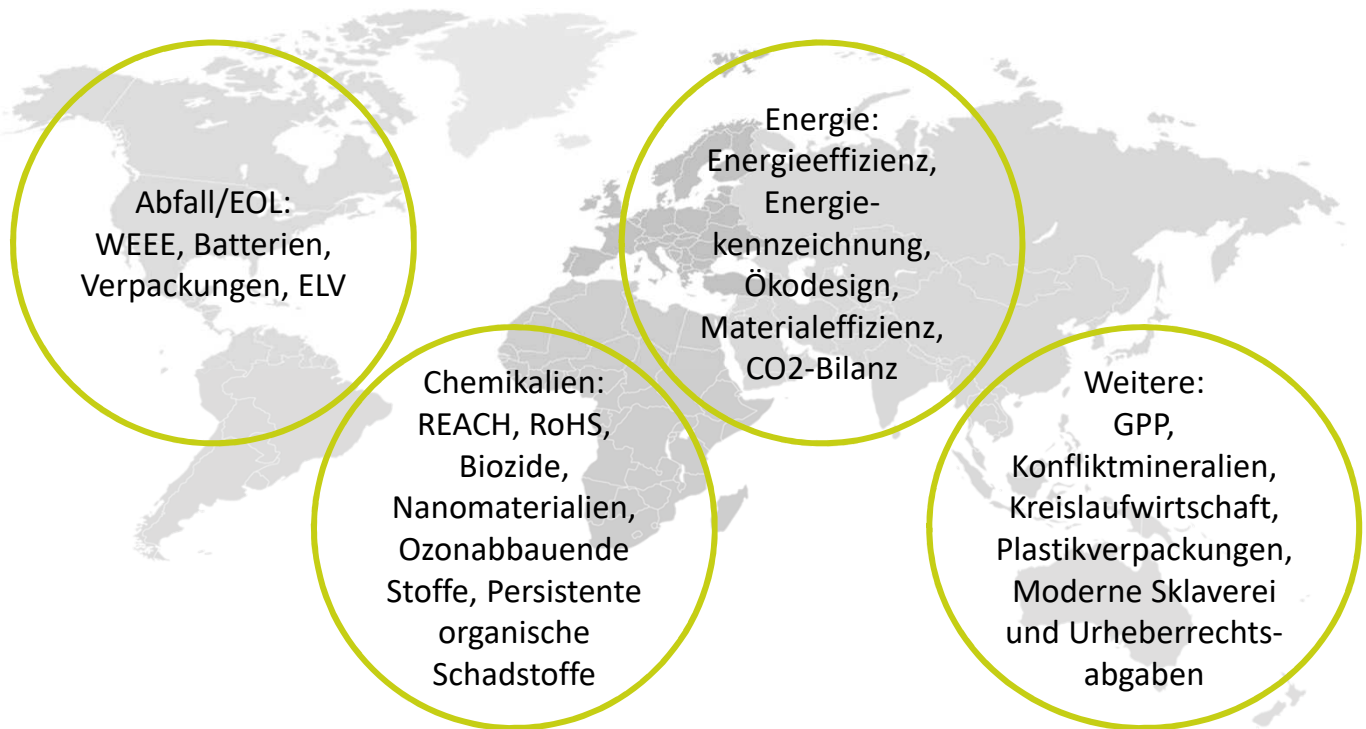 Abfall/EOL:
WEEE, Batterien,
Verpackungen, ELV
Chemikalien:
REACH, RoHS,
Biozide,
Nanomaterialien,
Ozonabbauende
Stoffe, Persistente
organische
Schadstoffe
Energie:
Energieeffizienz,
Energie-
kennzeichnung,
Ökodesign,
Materialeffizienz,
CO2-Bilanz
Weitere:
GPP,
Konfliktmineralien,
Kreislaufwirtschaft,
Plastikverpackungen,
Moderne Sklaverei
und Urheberrechts-
abgaben